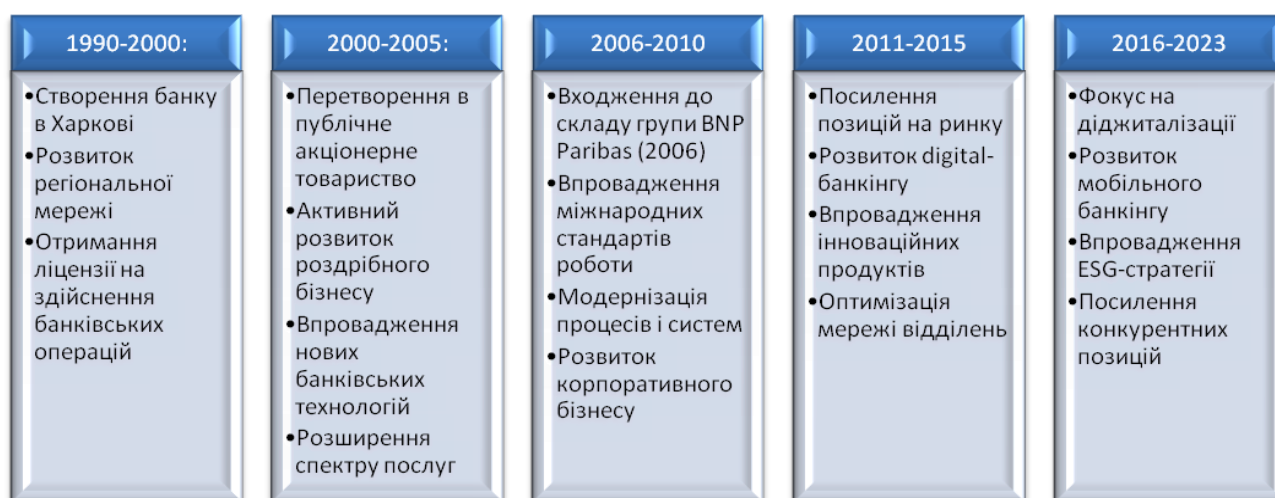 1990-2000:
•Створення банку
в Харкові
•Розвиток
регіональної
мережі
•Отримання
ліцензії на
здійснення
банківських
операцій
2000-2005:
•Перетворення в
публічне
акціонерне
товариство
•Активний
розвиток
роздрібного
бізнесу
•Впровадження
нових
банківських
технологій
•Розширення
спектру послуг
2006-2010
•Входження до
складу групи BNP
Paribas (2006)
•Впровадження
міжнародних
стандартів
роботи
•Модернізація
процесів і систем
•Розвиток
корпоративного
бізнесу
2011-2015
•Посилення
позицій на ринку
•Розвиток digital-
банкінгу
•Впровадження
інноваційних
продуктів
•Оптимізація
мережі відділень
2016-2023
•Фокус на
діджиталізації
•Розвиток
мобільного
банкінгу
•Впровадження
ESG-стратегії
•Посилення
конкурентних
позицій